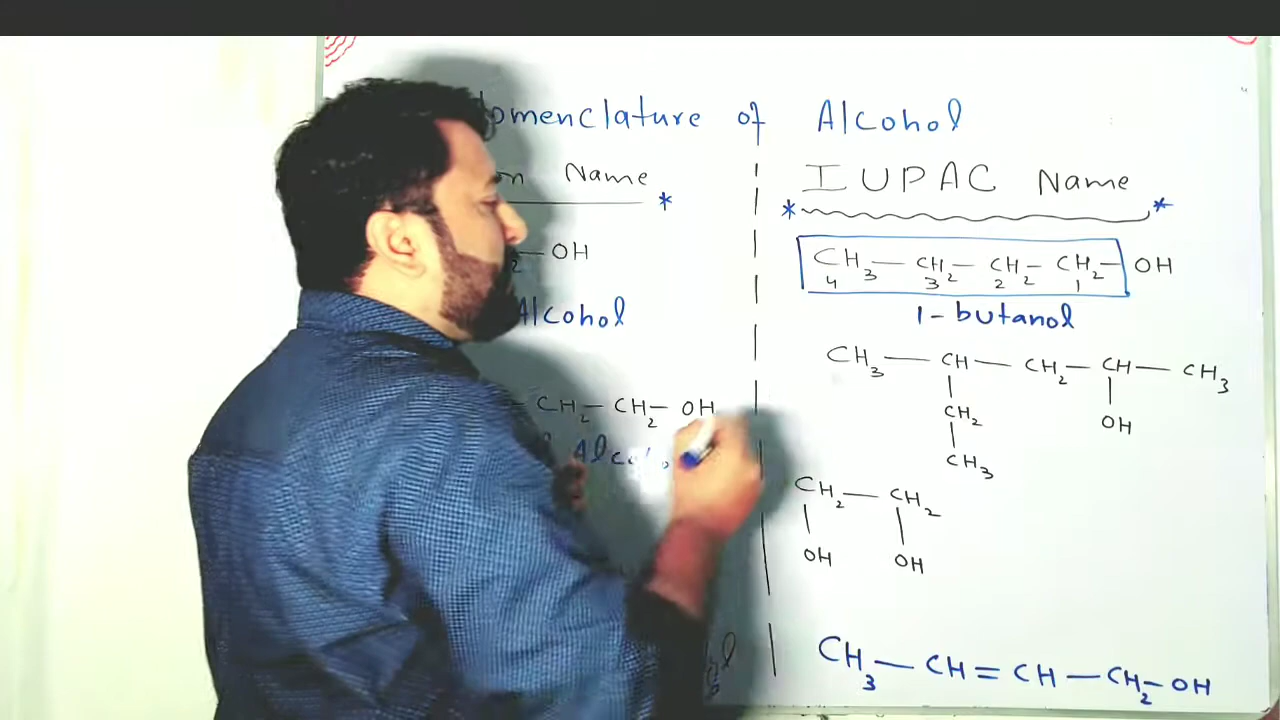 of Alcohol
Name *
OH
Alcohol
CH2 — CH2 — OH
* IUPAC Name *
CH3 — CH2 — CH2 — CH2 — OH
4 3 2 1
1 - butanol
CH3 — CH — CH2 — CH — CH3
CH2 OH
CH3
CH2 — CH2
OH OH
CH3 — CH = CH — CH2 — OH